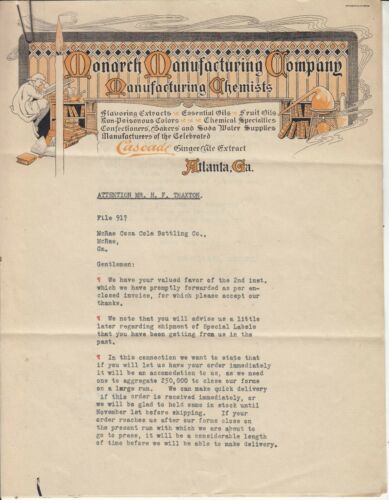 Monarch Manufacturing Company
Manufacturing Chemists
Flavoring Extracts Essential Oils Fruit Oils
Non-Poisonous Colors Chemical Specialties
Confectioners, Bakers and Soda Water Supplies
Manufacturers of the Celebrated
Cascade Ginger Ale Extract
Atlanta, Ga.
ATTENTION MR. H. F. THAXTON.
File 917
McRae Coca Cola Bottling Co.,
McRae,
Ga.
Gentlemen:
¶ We have your valued favor of the 2nd inst.
which we have promptly forwarded as per en-
closed invoice, for which please accept our
thanks.
¶ We note that you will advise us a little
later regarding shipment of Special Labels
that you have been getting from us in the
past.
¶ In this connection we want to state that
if you will let us have your order immediately
it will be an accomodation to us, as we need
one to aggregate 250,000 to close our forms
on a large run. We can make quick delivery
if this order is received immediately, or
we will be glad to hold same in stock until
November 1st before shipping. If your
order reaches us after our forms close on
the present run with which we are about to
go to press, it will be a considerable length
of time before we will be able to make delivery.